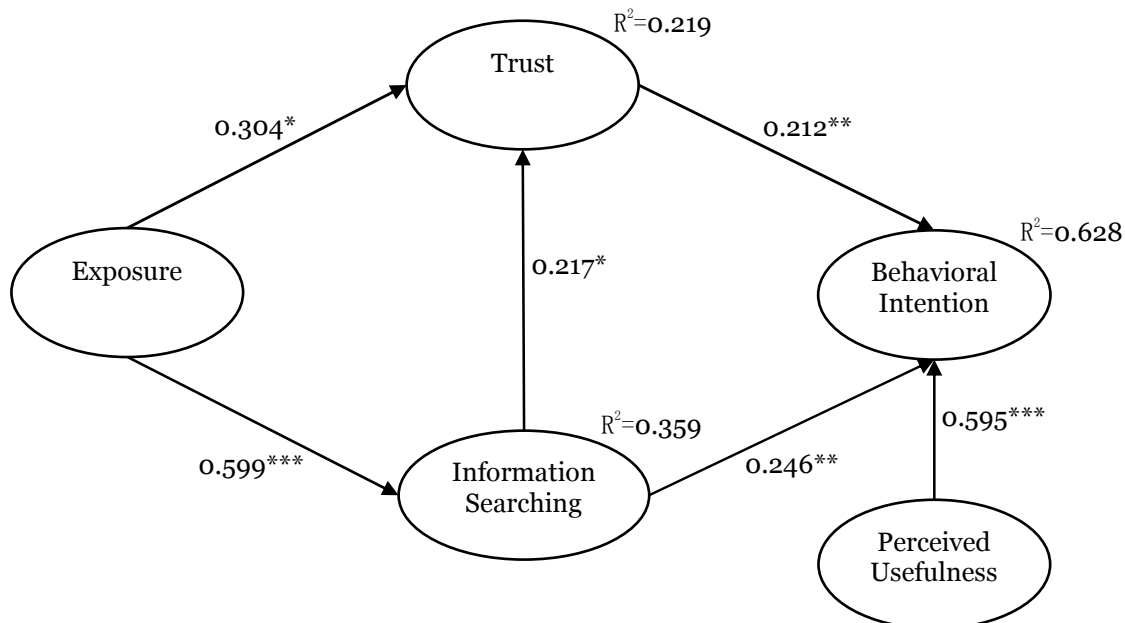 R²=0.219
Trust
0.304*
0.212**
R²=0.628
Exposure
0.217*
Behavioral
Intention
R²=0.359
0.599***
Information
Searching
0.246**
0.595***
Perceived
Usefulness